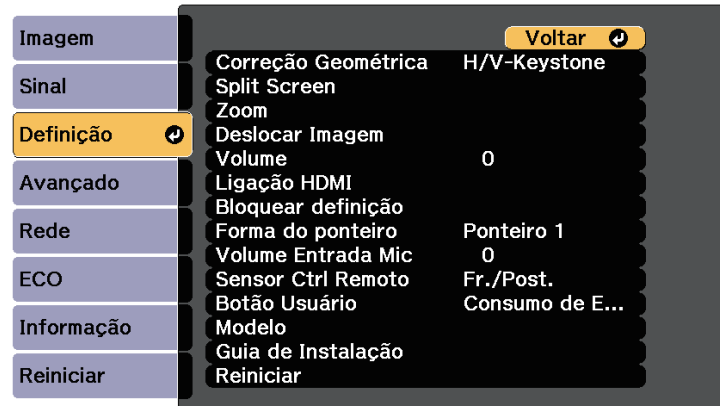 Imagem
Sinal
Definição
Avançado
Rede
ECO
Informação
Reiniciar
Voltar
Correção Geométrica H/V-Keystone
Split Screen
Zoom
Deslocar Imagem
Volume 0
Ligação HDMI
Bloquear definição
Forma do ponteiro Ponteiro 1
Volume Entrada Mic 0
Sensor Ctrl Remoto Fr./Post.
Botão Usuário Consumo de E...
Modelo
Guia de Instalação
Reiniciar